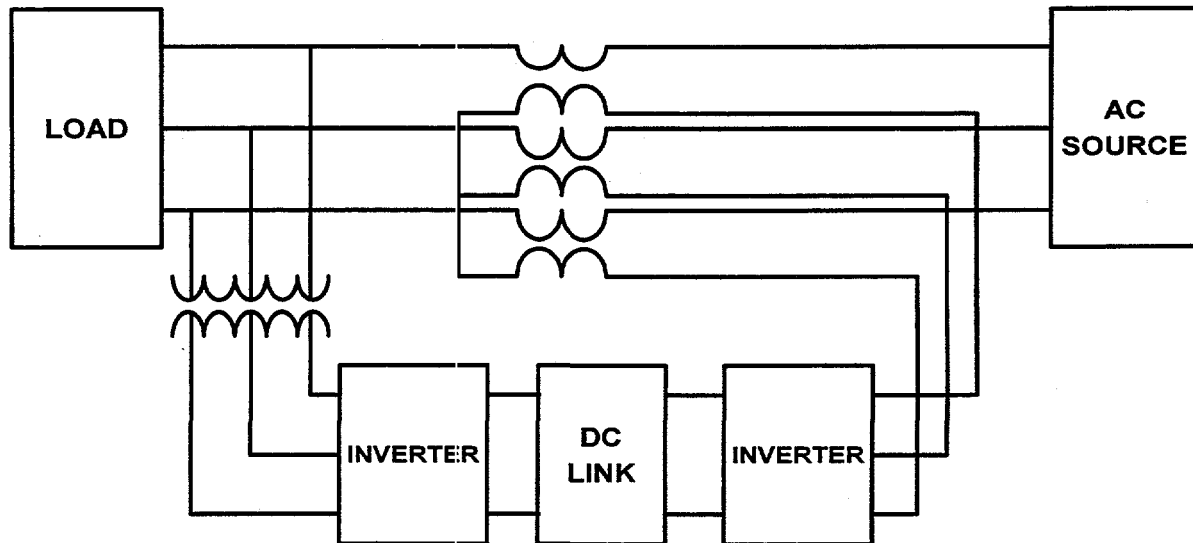 LOAD
AC
SOURCE
INVERTER
DC
LINK
INVERTER